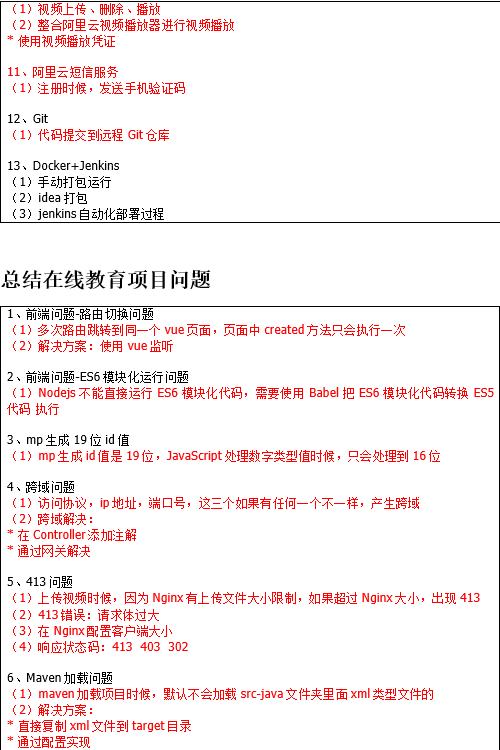 （1）视频上传、删除、播放
（2）整合阿里云视频播放器进行视频播放
* 使用视频播放凭证
11、阿里云短信服务
（1）注册时候，发送手机验证码
12、Git
（1）代码提交到远程 Git 仓库
13、Docker+Jenkins
（1）手动打包运行
（2）idea 打包
（3）jenkins 自动化部署过程
总结在线教育项目问题
1、前端问题-路由切换问题
（1）多次路由跳转到同一个 vue 页面，页面中 created 方法只会执行一次
（2）解决方案：使用 vue 监听
2、前端问题-ES6 模块化运行问题
（1）Nodejs 不能直接运行 ES6 模块化代码，需要使用 Babel 把 ES6 模块化代码转换 ES5
代码 执行
3、mp 生成 19 位 id 值
（1）mp 生成 id 值是 19 位，JavaScript 处理数字类型值时候，只会处理到 16 位
4、跨域问题
（1）访问协议，ip 地址，端口号，这三个如果有任何一个不一样，产生跨域
（2）跨域解决：
* 在 Controller 添加注解
* 通过网关解决
5、413 问题
（1）上传视频时候，因为 Nginx 有上传文件大小限制，如果超过 Nginx 大小，出现 413
（2）413 错误：请求体过大
（3）在 Nginx 配置客户端大小
（4）响应状态码：413 403 302
6、Maven 加载问题
（1）maven 加载项目时候，默认不会加载 src-java 文件夹里面 xml 类型文件的
（2）解决方案：
* 直接复制 xml 文件到 target 目录
* 通过配置实现